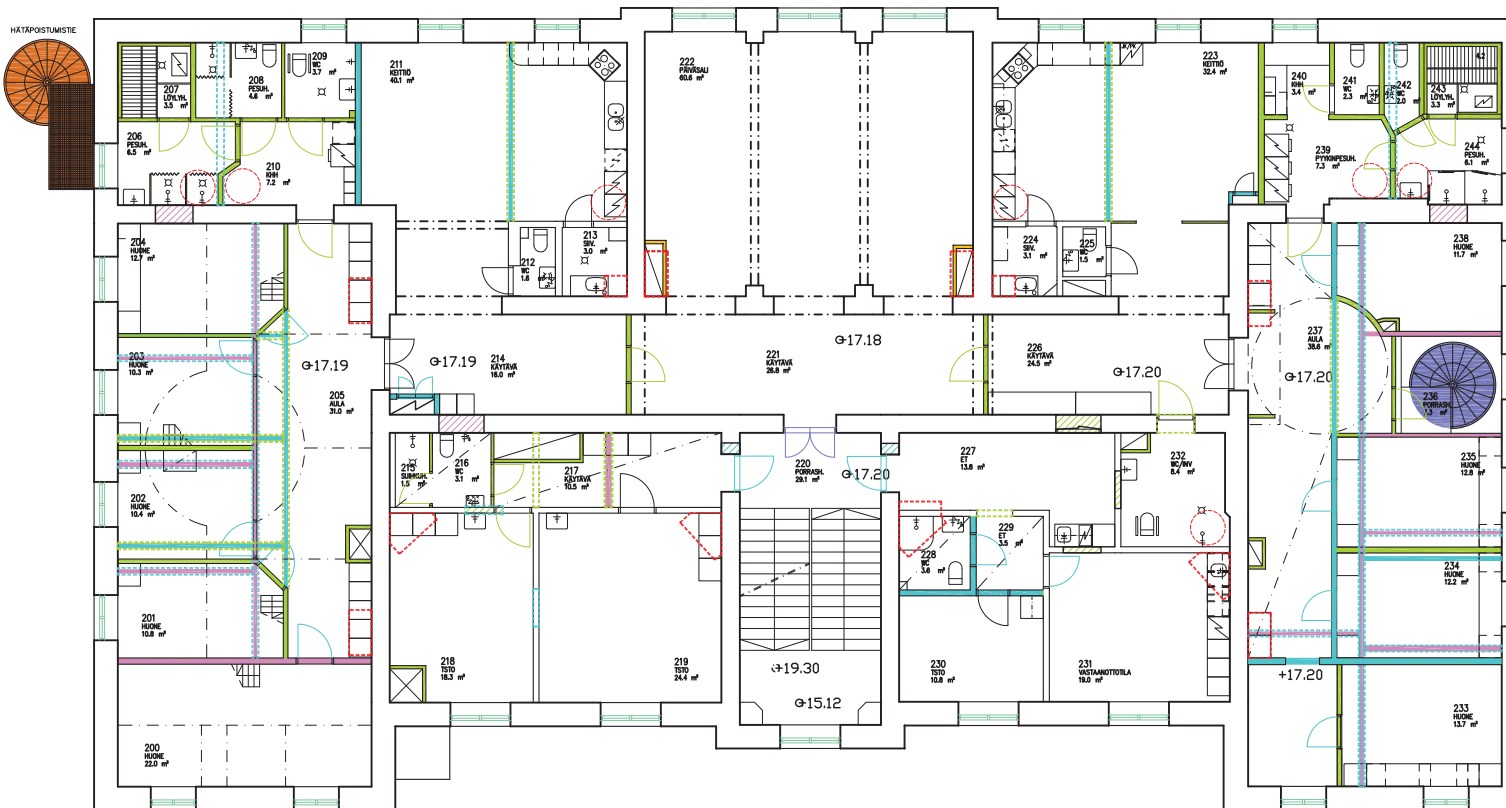 HÄTÄPOISTUMISTIE
206
PESUH.
6.5 m²
207
LÖYLYH.
3.5 m²
208
PESUH.
4.6 m²
209
WC
3.7 m²
210
KHH
7.2 m²
211
KEITTIÖ
40.1 m²
212
WC
1.6 m²
213
SIIV.
3.0 m²
222
PÄIVÄSALI
60.6 m²
JK/PK
223
KEITTIÖ
32.4 m²
224
SIIV.
3.1 m²
225
WC
1.5 m²
240
KHH
3.4 m²
241
WC
2.3 m²
242
WC
2.0 m²
4.2
243
LÖYLYH.
3.3 m²
239
PYYKINPESUH.
7.3 m²
244
PESUH.
6.1 m²
204
HUONE
12.7 m²
203
HUONE
10.3 m²
202
HUONE
10.4 m²
201
HUONE
10.8 m²
200
HUONE
22.0 m²
+17.19
205
AULA
31.0 m²
+17.19
214
KÄYTÄVÄ
16.0 m²
+17.18
221
KÄYTÄVÄ
26.8 m²
226
KÄYTÄVÄ
24.5 m²
+17.20
237
AULA
38.6 m²
+17.20
238
HUONE
11.7 m²
236
PORRASH.
7.3 m²
235
HUONE
12.8 m²
234
HUONE
12.2 m²
233
HUONE
13.7 m²
+17.20
215
SUIHKUH.
1.5 m²
216
WC
3.1 m²
217
KÄYTÄVÄ
10.5 m²
218
TSTO
18.3 m²
219
TSTO
24.4 m²
220
PORRASH.
29.1 m²
+17.20
+19.30
+15.12
227
ET
13.8 m²
228
WC
3.6 m²
229
ET
3.5 m²
230
TSTO
10.8 m²
231
VASTAANOTTOTILA
19.0 m²
232
WC/INV
8.4 m²